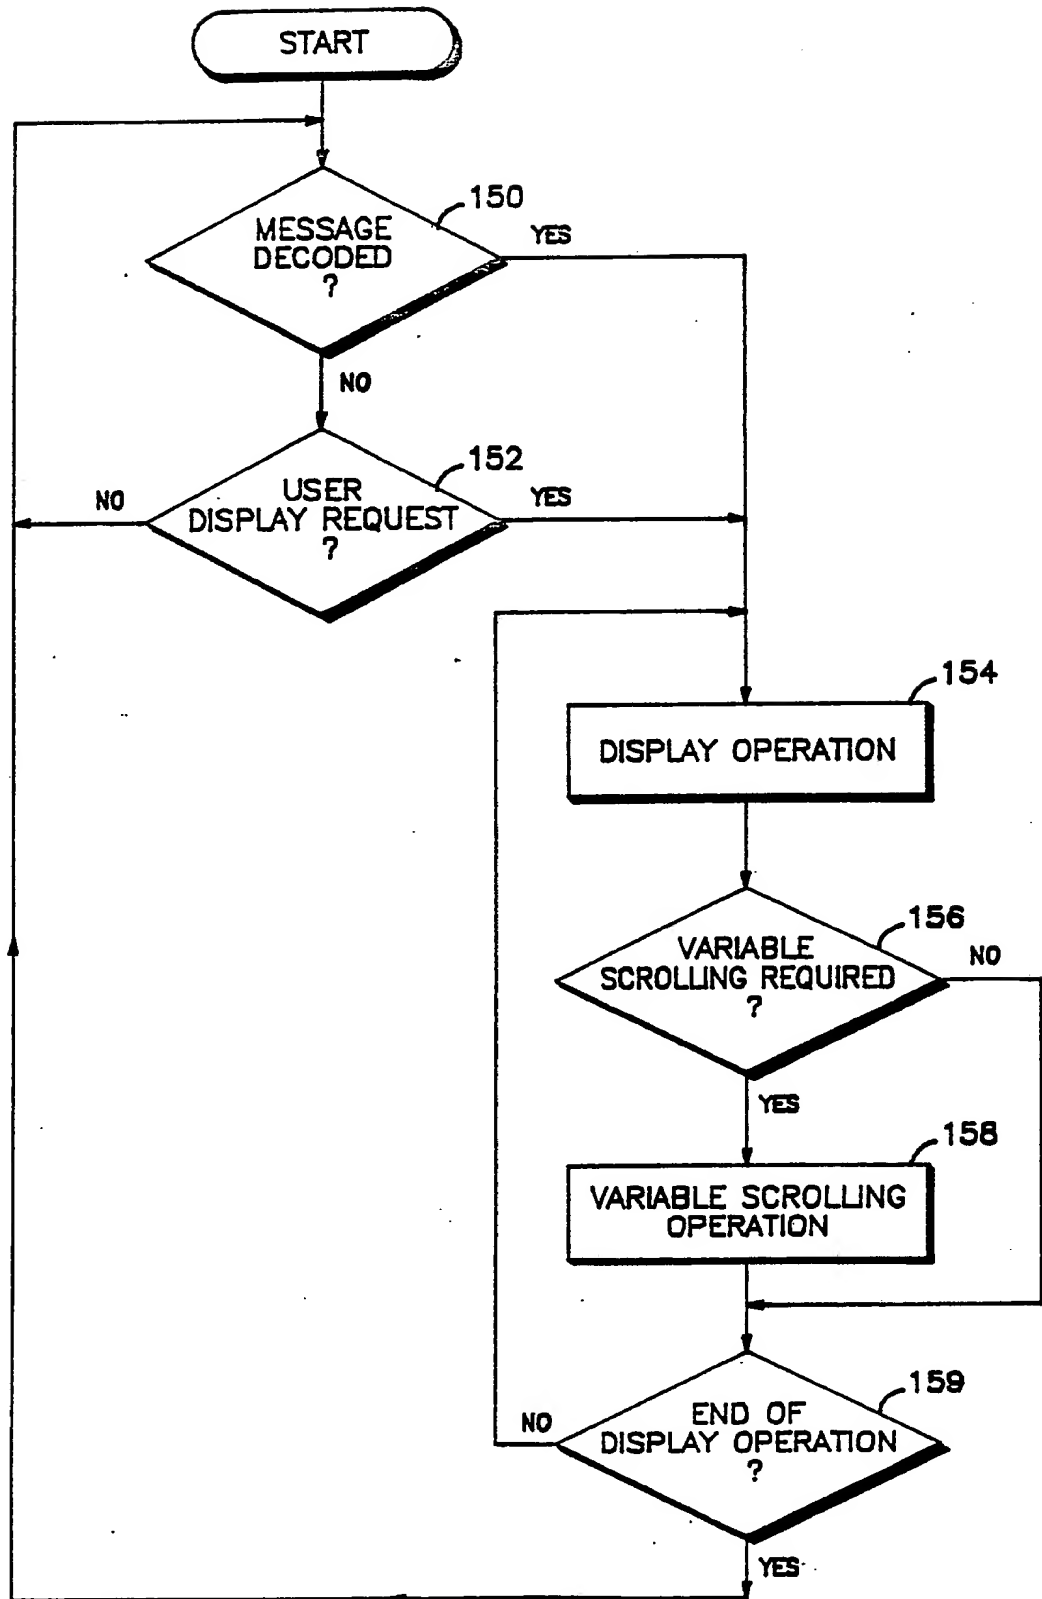 START
150
MESSAGE
DECODED
?
YES
NO
152
USER
DISPLAY REQUEST
?
NO
YES
154
DISPLAY OPERATION
156
VARIABLE
SCROLLING REQUIRED
?
NO
YES
158
VARIABLE SCROLLING
OPERATION
159
END OF
DISPLAY OPERATION
?
NO
YES